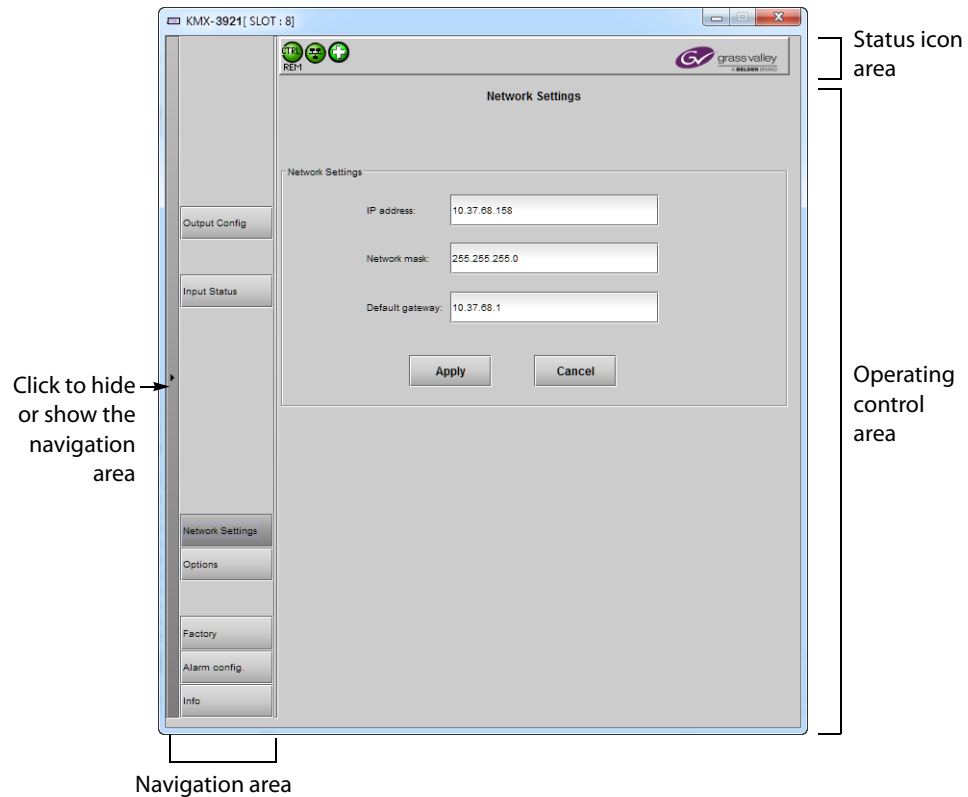 KMX-3921[ SLOT : 8]
CTRL
REM
grass valley
A BELDEN BRAND
Status icon
area
Network Settings
Network Settings
IP address:
10.37.68.158
Network mask:
255.255.255.0
Default gateway:
10.37.68.1
Apply
Cancel
Output Config
Input Status
Click to hide
or show the
navigation
area
Operating
control
area
Network Settings
Options
Factory
Alarm config.
Info
Navigation area